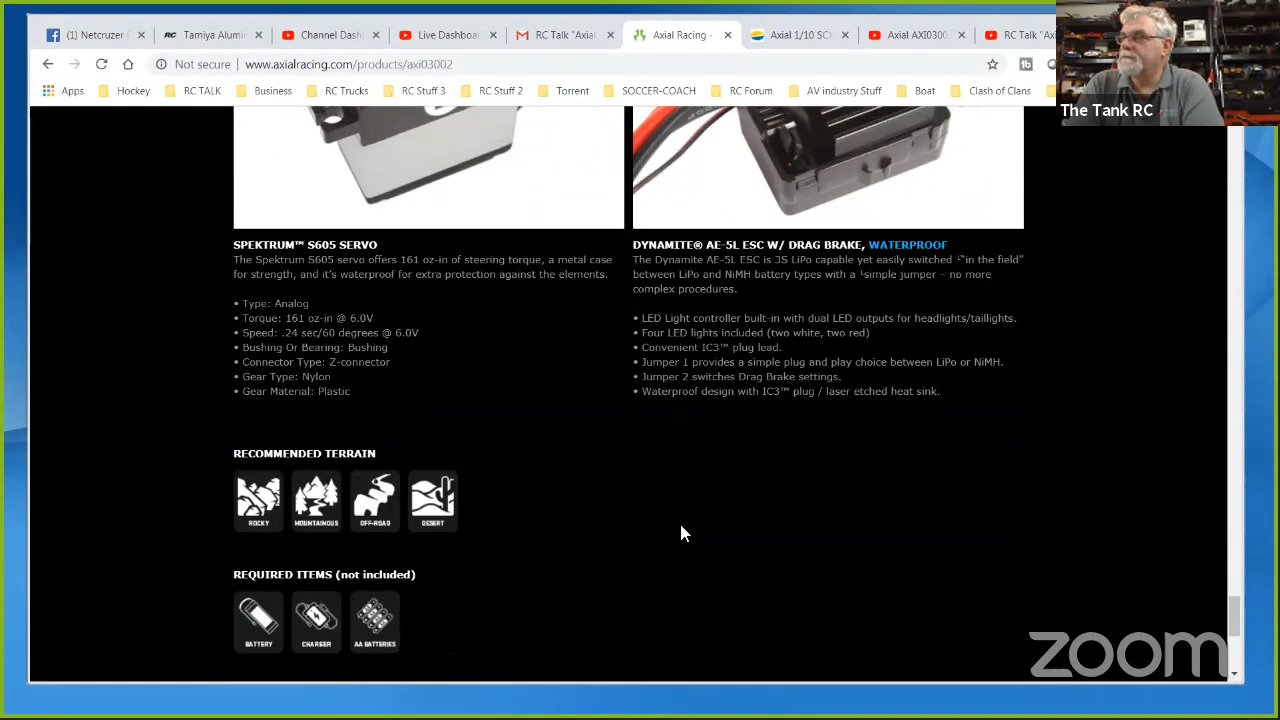 (1) Netcruzer
Tamiya Alumi
Channel Dash
Live Dashboa
RC Talk "Axial
Axial Racing -
Axial 1/10 SC
Axial AXI0300
RC Talk "Ax
Not secure | www.axialracing.com/products/axi03002
Apps
Hockey
RC TALK
Business
RC Tru
RC Stuff 3
RC Stuff 2
Torrent
SOCCER-COACH
RC Forum
AV industry Stuff
Boat
Clash of Clans
The Tank RC
SPEKTRUM™ S605 SERVO
The Spektrum S605 servo offers 161 oz-in of steering torque, a metal case
for strength, and it's waterproof for extra protection against the elements.
• Type: Analog
• Torque: 161 oz-in @ 6.0V
• Speed: .24 sec/60 degrees @ 6.0V
• Bushing Or Bearing: Bushing
• Connector Type: Z-connector
• Gear Type: Nylon
• Gear Material: Plastic
DYNAMITE® AE-5L ESC W/ DRAG BRAKE, WATERPROOF
The Dynamite AE-5L ESC is 3S LiPo capable yet easily switched └"in the field"
between LiPo and NiMH battery types with a └simple jumper – no more
complex procedures.
• LED Light controller built-in with dual LED outputs for headlights/taillights.
• Four LED lights included (two white, two red)
• Convenient IC3™ plug lead.
• Jumper 1 provides a simple plug and play choice between LiPo or NiMH.
• Jumper 2 switches Drag Brake settings.
• Waterproof design with IC3™ plug / laser etched heat sink.
RECOMMENDED TERRAIN
ROCKY
MOUNTAINOUS
OFF-ROAD
DESERT
REQUIRED ITEMS (not included)
BATTERY
CHARGER
AA BATTERIES
zoom